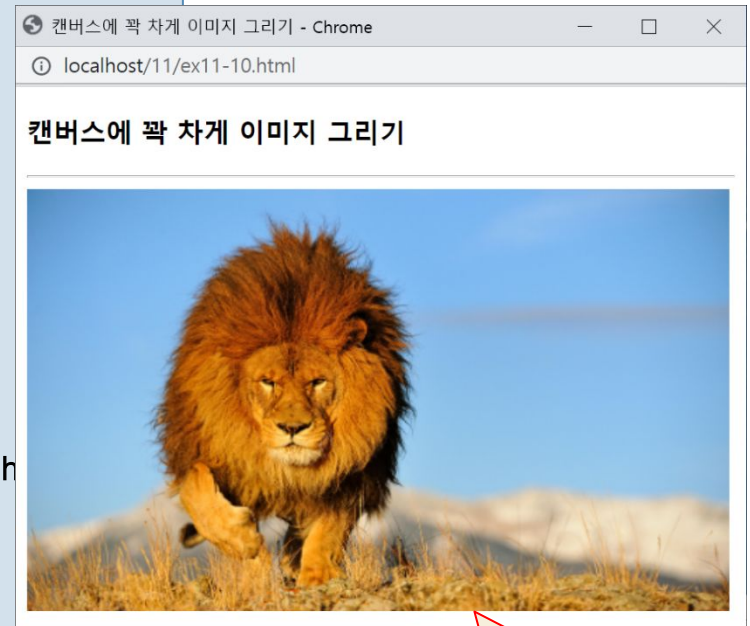 캔버스에 꽉 차게 이미지 그리기 - Chrome
localhost/11/ex11-10.html
캔버스에 꽉 차게 이미지 그리기
h